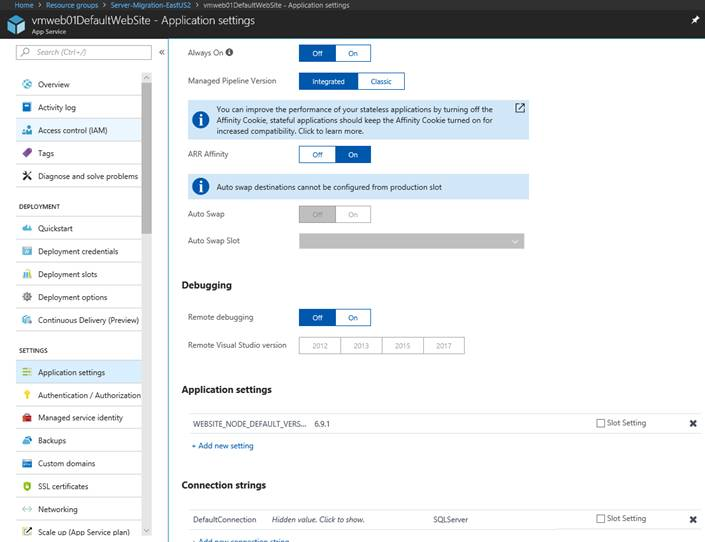 Home > Resource groups > Server-Migration-EastUS2 > vmweb01DefaultWebSite - Application settings
vmweb01DefaultWebSite - Application settings
App Service
Search (Ctrl+/)
Overview
Activity log
Access control (IAM)
Tags
Diagnose and solve problems
DEPLOYMENT
Quickstart
Deployment credentials
Deployment slots
Deployment options
Continuous Delivery (Preview)
SETTINGS
Application settings
Authentication / Authorization
Managed service identity
Backups
Custom domains
SSL certificates
Networking
Scale up (App Service plan)
Always On Off On
Managed Pipeline Version Integrated Classic
You can improve the performance of your stateless applications by turning off the
Affinity Cookie, stateful applications should keep the Affinity Cookie turned on for
increased compatibility. Click to learn more.
ARR Affinity Off On
Auto swap destinations cannot be configured from production slot
Auto Swap Off On
Auto Swap Slot
Debugging
Remote debugging Off On
Remote Visual Studio version 2012 2013 2015 2017
Application settings
WEBSITE_NODE_DEFAULT_VERS... 6.9.1 Slot Setting
+ Add new setting
Connection strings
DefaultConnection Hidden value. Click to show. SQLServer Slot Setting
+ Add new connection string